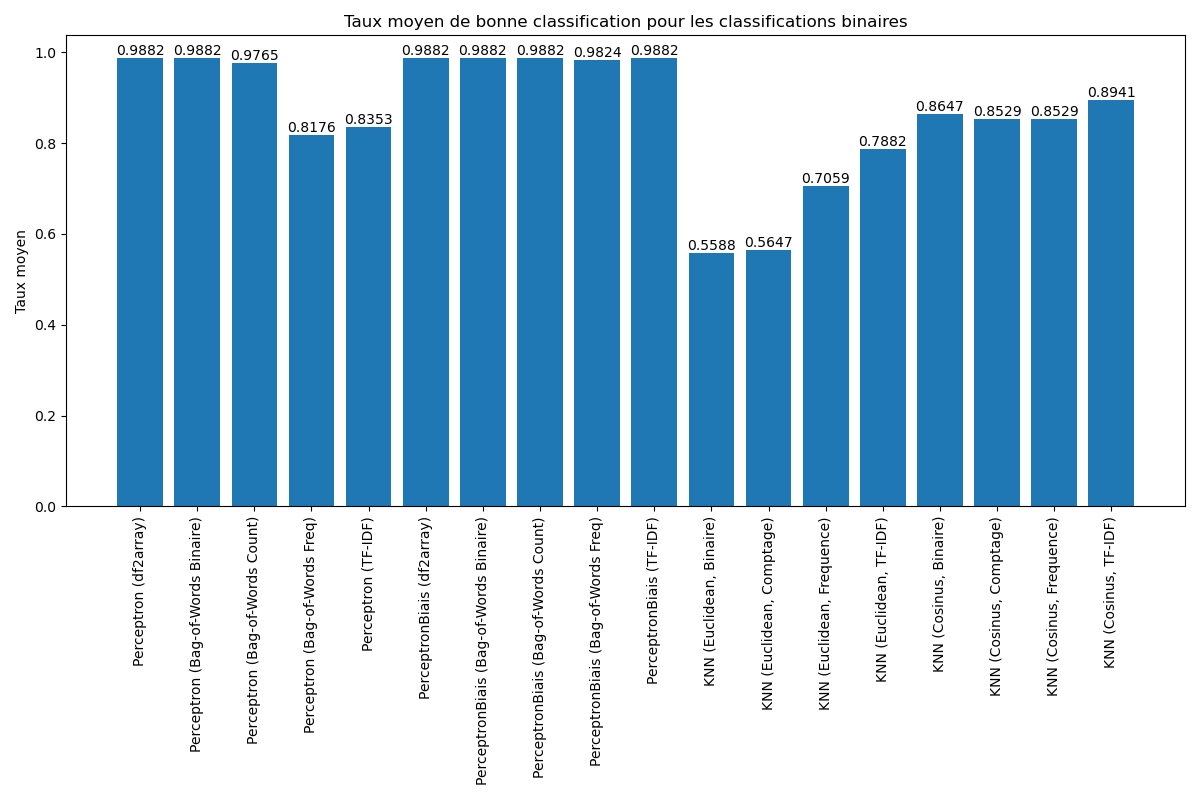 Taux moyen de bonne classification pour les classifications binaires
Taux moyen
1.0
0.8
0.6
0.4
0.2
0.0
0.9882
0.9882
0.9765
0.8176
0.8353
0.9882
0.9882
0.9882
0.9824
0.9882
0.5588
0.5647
0.7059
0.7882
0.8647
0.8529
0.8529
0.8941
Perceptron (df2array)
Perceptron (Bag-of-Words Binaire)
Perceptron (Bag-of-Words Count)
Perceptron (Bag-of-Words Freq)
Perceptron (TF-IDF)
PerceptronBiais (df2array)
PerceptronBiais (Bag-of-Words Binaire)
PerceptronBiais (Bag-of-Words Count)
PerceptronBiais (Bag-of-Words Freq)
PerceptronBiais (TF-IDF)
KNN (Euclidean, Binaire)
KNN (Euclidean, Comptage)
KNN (Euclidean, Frequence)
KNN (Euclidean, TF-IDF)
KNN (Cosinus, Binaire)
KNN (Cosinus, Comptage)
KNN (Cosinus, Frequence)
KNN (Cosinus, TF-IDF)